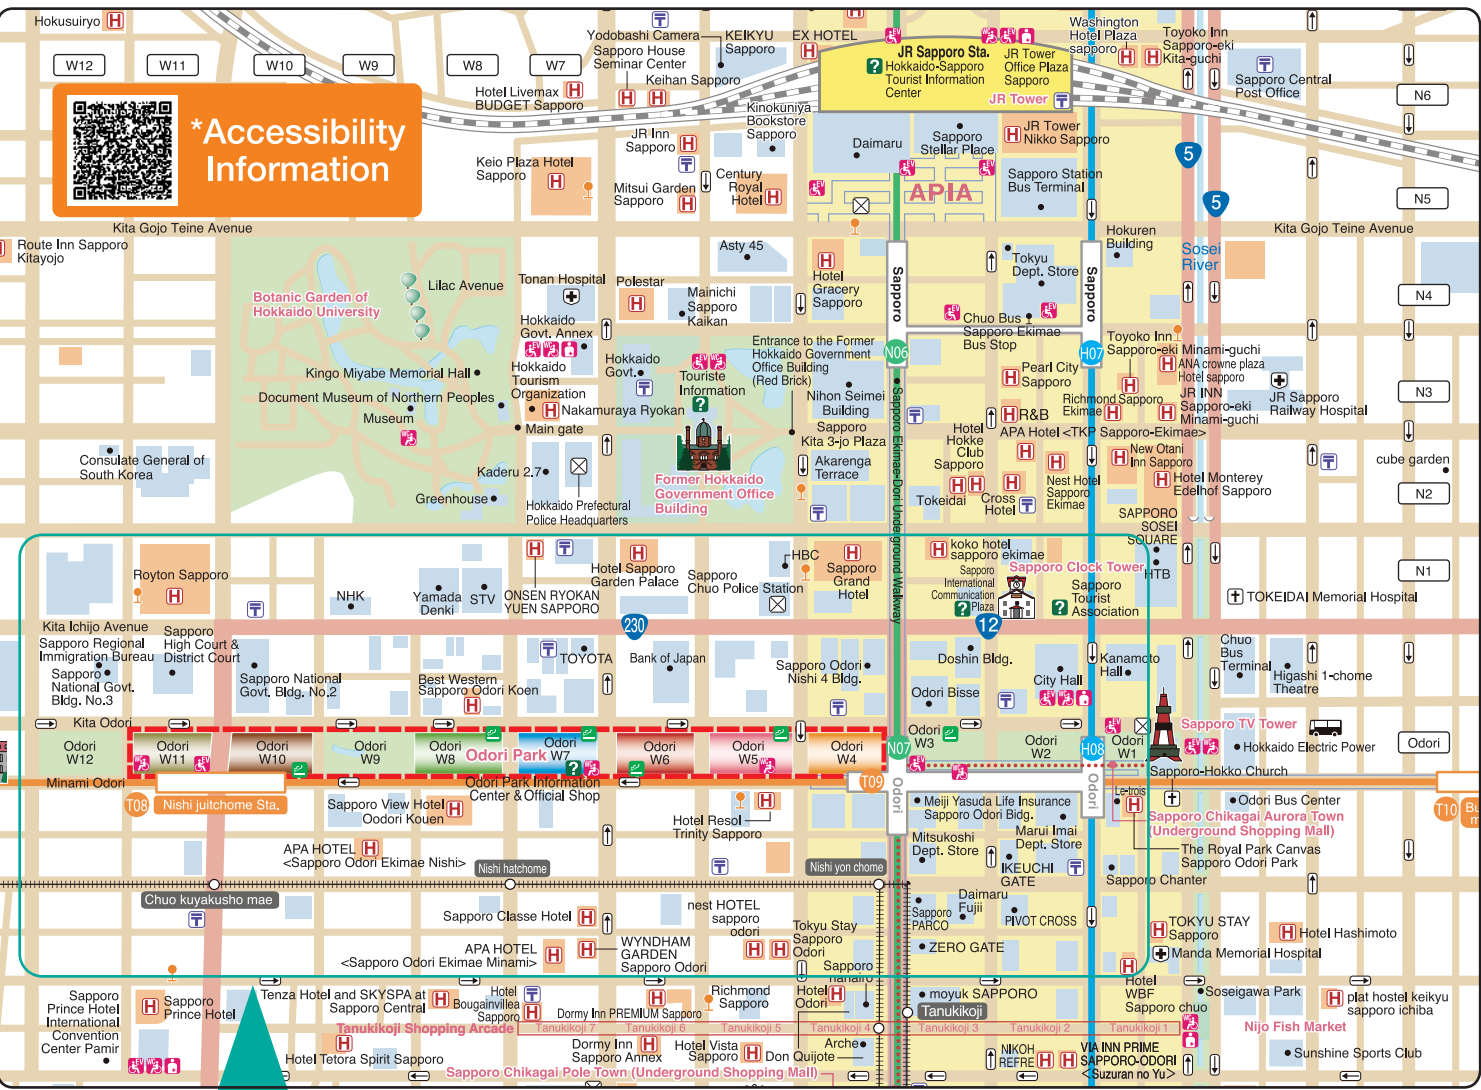 Hokusuiryo
W12
W11
W10
W9
W8
W7
*Accessibility
Information
Yodobashi Camera
KEIKYU
Sapporo
Sapporo House
Seminar Center
Keihan Sapporo
Hotel Livemax
BUDGET Sapporo
EX HOTEL
JR Sapporo Sta.
Hokkaido-Sapporo
Tourist Information
Center
JR Tower
Office Plaza
Sapporo
JR Tower
Washington
Hotel Plaza
sapporo
Toyoko Inn
Sapporo-eki
Kita-guchi
Sapporo Central
Post Office
N6
5
Kinokuniya
Bookstore
Sapporo
JR Inn
Sapporo
Keio Plaza Hotel
Sapporo
Mitsui Garden
Sapporo
Century
Royal
Hotel
Daimaru
Sapporo
Stellar Place
JR Tower
Nikko Sapporo
APIA
Sapporo Station
Bus Terminal
5
N5
Kita Gojo Teine Avenue
Kita Gojo Teine Avenue
Route Inn Sapporo
Kitayojo
Asty 45
Hotel
Gracery
Sapporo
Sapporo
Tokyu
Dept. Store
Sapporo
Hokuren
Building
Sosei
River
N4
Botanic Garden of
Hokkaido University
Lilac Avenue
Tonan Hospital
Polestar
Mainichi
Sapporo
Kaikan
Hokkaido
Govt. Annex
Chuo Bus
Sapporo Ekimae
Bus Stop
Entrance to the Former
Hokkaido Government
Office Building
(Red Brick)
N06
H07
Toyoko Inn
Sapporo-eki Minami-guchi
ANA crowne plaza
Hotel sapporo
Kingo Miyabe Memorial Hall
Document Museum of Northern Peoples
Museum
Hokkaido
Tourism
Organization
Hokkaido
Govt.
Touriste
Information
Nakamuraya Ryokan
Main gate
Nihon Seimei
Building
Sapporo
Kita 3-jo Plaza
Sapporo Ekimae-Dori Underground Walkway
Pearl City
Sapporo
Richmond Sapporo
Ekimae
JR INN
Sapporo-eki
Minami-guchi
JR Sapporo
Railway Hospital
N3
R&B
APA Hotel <TKP Sapporo-Ekimae>
Hotel
Hokke
Club
Sapporo
New Otani
Inn Sapporo
Consulate General of
South Korea
Kaderu 2.7
Greenhouse
Hokkaido Prefectural
Police Headquarters
Former Hokkaido
Government Office
Building
Akarenga
Terrace
Tokeidai
Cross
Hotel
Nest Hotel
Sapporo
Ekimae
Hotel Monterey
Edelhof Sapporo
cube garden
N2
SAPPORO
SOSEI
SQUARE
Royton Sapporo
NHK
Yamada
Denki
STV
ONSEN RYOKAN
YUEN SAPPORO
Hotel Sapporo
Garden Palace
Sapporo
Chuo Police Station
HBC
Sapporo
Grand
Hotel
koko hotel
sapporo ekimae
Sapporo
International
Communication
Plaza
Sapporo Clock Tower
Sapporo
Tourist
Association
HTB
N1
TOKEIDAI Memorial Hospital
Kita Ichijo Avenue
230
12
Sapporo Regional
Immigration Bureau
Sapporo
National Govt.
Bldg. No.3
Sapporo
High Court &
District Court
Sapporo National
Govt. Bldg. No.2
Best Western
Sapporo Odori Koen
TOYOTA
Bank of Japan
Sapporo Odori
Nishi 4 Bldg.
Doshin Bldg.
Odori Bisse
City Hall
Kanamoto
Hall
Chuo
Bus
Terminal
Higashi 1-chome
Theatre
Kita Odori
Odori
W12
Odori
W11
Odori
W10
Odori
W9
Odori
W8
Odori Park
Odori
W7
Odori
W6
Odori
W5
Odori
W4
N07
Odori
W3
Odori
W2
H08
Odori
W1
Sapporo TV Tower
Hokkaido Electric Power
Odori
Minami Odori
T08
Nishi juitchome Sta.
Odori Park Information
Center & Official Shop
T09
Odori
Odori
Sapporo-Hokko Church
T10
Sapporo View Hotel
Oodori Kouen
Hotel Resol
Trinity Sapporo
Meiji Yasuda Life Insurance
Sapporo Odori Bldg.
Le-trois
Odori Bus Center
Sapporo Chikagai Aurora Town
(Underground Shopping Mall)
Mitsukoshi
Dept. Store
Marui Imai
Dept. Store
The Royal Park Canvas
Sapporo Odori Park
APA HOTEL
<Sapporo Odori Ekimae Nishi>
Nishi hatchome
Nishi yon chome
IKEUCHI
GATE
Sapporo Chanter
Chuo kuyakusho mae
Sapporo Classe Hotel
nest HOTEL
sapporo
odori
Daimaru
Fujii
Sapporo
PARCO
PIVOT CROSS
TOKYU STAY
Sapporo
Hotel Hashimoto
APA HOTEL
<Sapporo Odori Ekimae Minami>
WYNDHAM
GARDEN
Sapporo Odori
Tokyu Stay
Sapporo
Odori
ZERO GATE
Manda Memorial Hospital
Sapporo
nanairo
Sapporo
Prince Hotel
International
Convention
Center Pamir
Sapporo
Prince Hotel
Tenza Hotel and SKYSPA at
Sapporo Central
Hotel
Bougainvillea
Sapporo
Dormy Inn PREMIUM Sapporo
Richmond
Sapporo
Hotel
Odori
moyuk SAPPORO
Tanukikoji
Hotel
WBF
Sapporo chuo
Soseigawa Park
plat hostel keikyu
sapporo ichiba
Tanukikoji Shopping Arcade
Tanukikoji 7
Tanukikoji 6
Tanukikoji 5
Tanukikoji 4
Tanukikoji 3
Tanukikoji 2
Tanukikoji 1
Nijo Fish Market
Hotel Tetora Spirit Sapporo
Dormy Inn
Sapporo Annex
Hotel Vista
Sapporo
Don Quijote
Arche
NIKOH
REFRE
VIA INN PRIME
SAPPORO-ODORI
<Suzuran no Yu>
Sunshine Sports Club
Sapporo Chikagai Pole Town (Underground Shopping Mall)